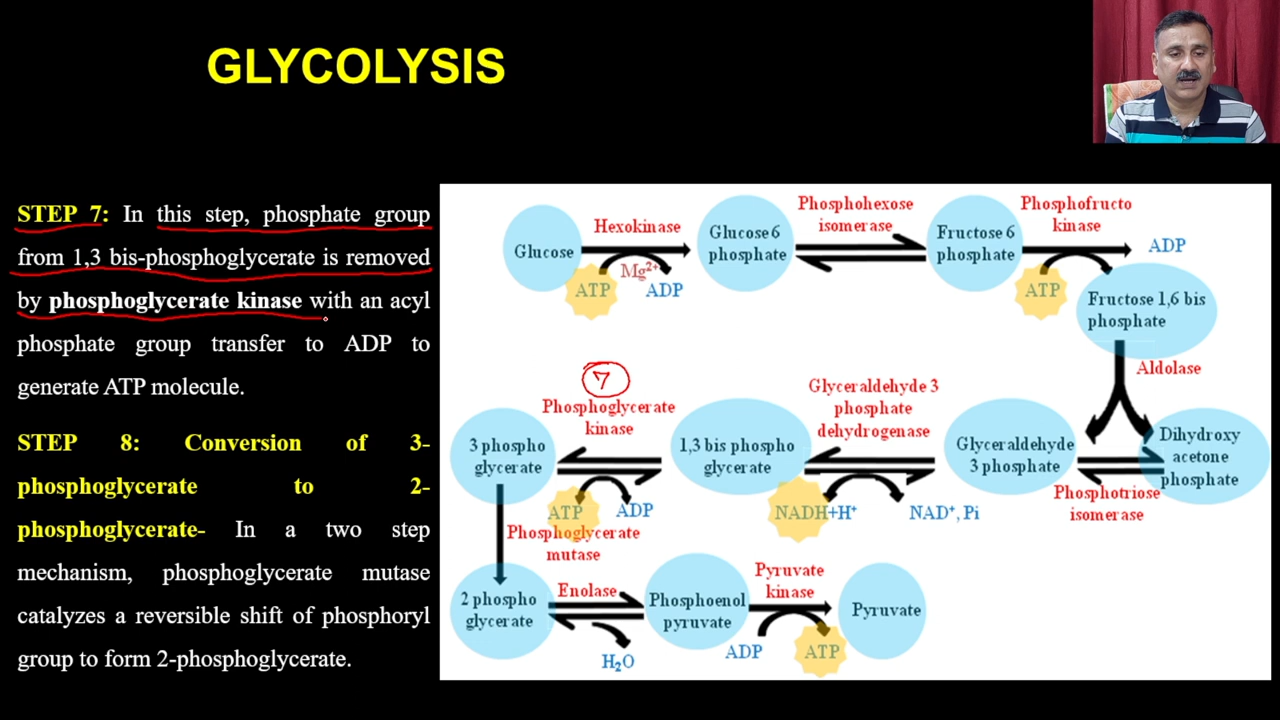 GLYCOLYSIS
STEP 7: In this step, phosphate group
from 1,3 bis-phosphoglycerate is removed
by phosphoglycerate kinase with an acyl
phosphate group transfer to ADP to
generate ATP molecule.
STEP 8: Conversion of 3-
phosphoglycerate to 2-
phosphoglycerate- In a two step
mechanism, phosphoglycerate mutase
catalyzes a reversible shift of phosphoryl
group to form 2-phosphoglycerate.
Glucose
Hexokinase
Mg²⁺
ATP
ADP
Glucose 6
phosphate
Phosphohexose
isomerase
Fructose 6
phosphate
Phosphofructo
kinase
ATP
ADP
Fructose 1,6 bis
phosphate
Aldolase
Dihydroxy
acetone
phosphate
Phosphotriose
isomerase
Glyceraldehyde
3 phosphate
Glyceraldehyde 3
phosphate
dehydrogenase
NADH+H⁺
NAD⁺, Pi
1,3 bis phospho
glycerate
7
Phosphoglycerate
kinase
ATP
ADP
3 phospho
glycerate
Phosphoglycerate
mutase
2 phospho
glycerate
Enolase
H₂O
Phosphoenol
pyruvate
Pyruvate
kinase
ADP
ATP
Pyruvate